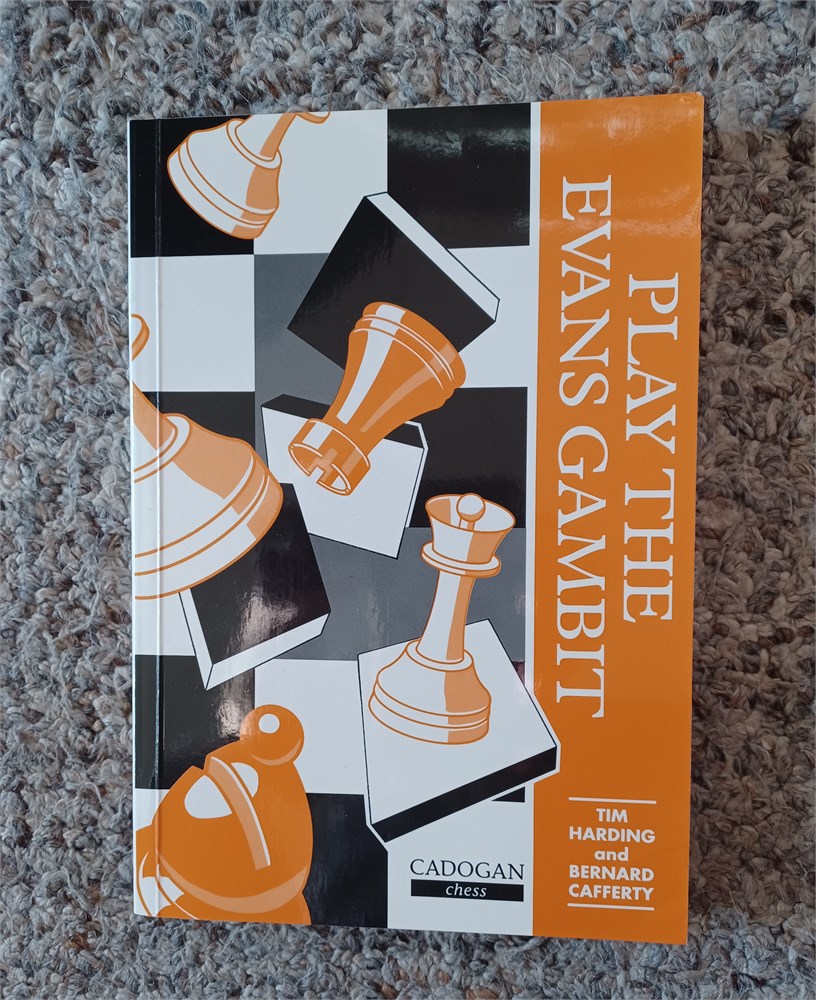 PLAY THE
EVANS GAMBIT
TIM
HARDING
and
BERNARD
CAFFERTY
CADOGAN
chess